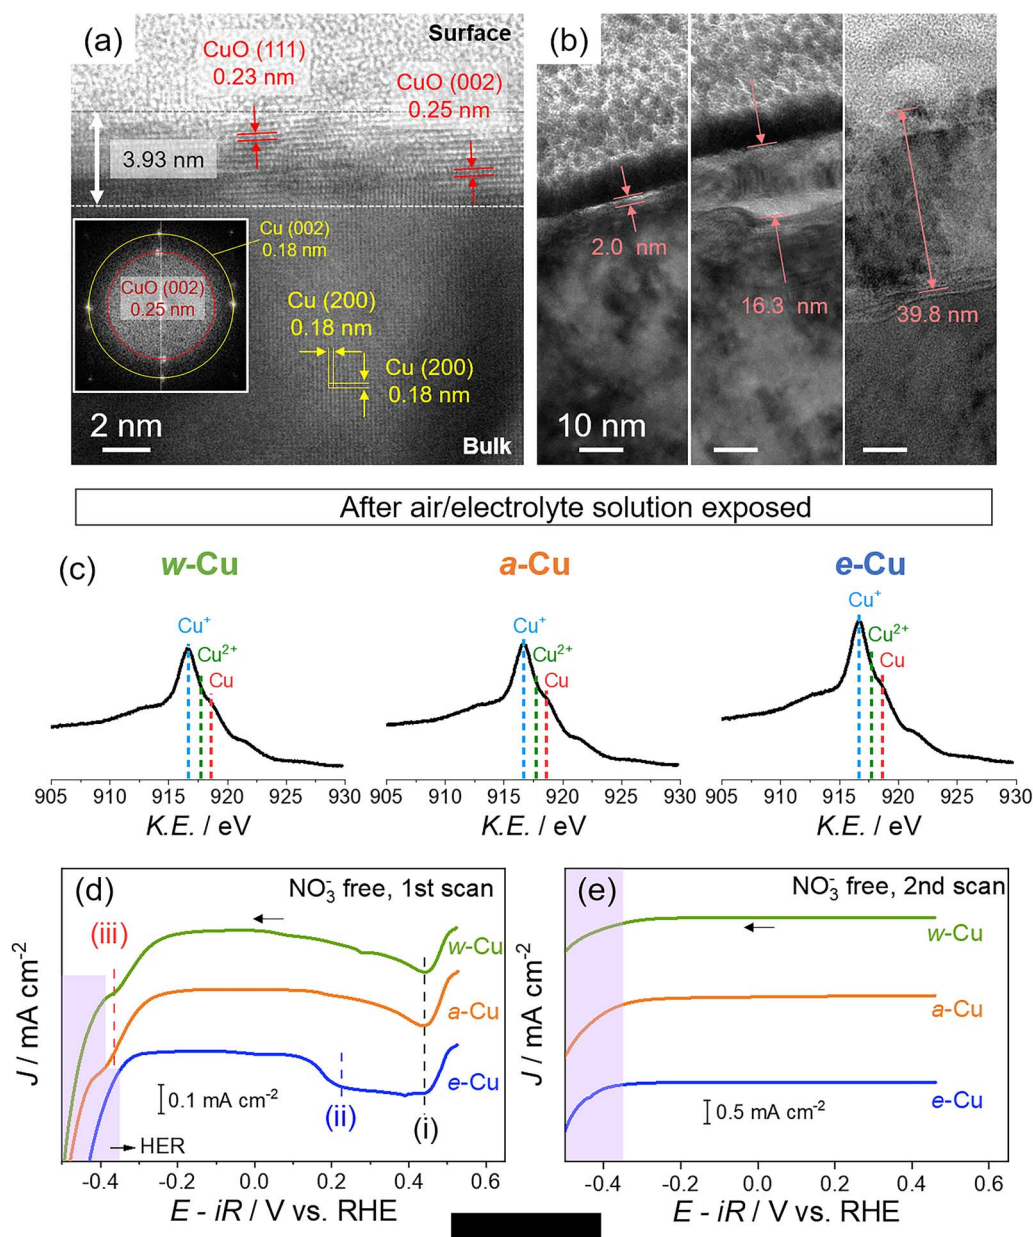 (a)
Surface
CuO (111)
0.23 nm
CuO (002)
0.25 nm
3.93 nm
Cu (002)
0.18 nm
CuO (002)
0.25 nm
Cu (200)
0.18 nm
Cu (200)
0.18 nm
2 nm
Bulk
(b)
2.0 nm
16.3 nm
39.8 nm
10 nm
After air/electrolyte solution exposed
(c)
w-Cu
a-Cu
e-Cu
Cu⁺
Cu²⁺
Cu
Cu⁺
Cu²⁺
Cu
Cu⁺
Cu²⁺
Cu
905 910 915 920 925 930
905 910 915 920 925 930
905 910 915 920 925 930
K.E. / eV
K.E. / eV
K.E. / eV
(d)
NO₃⁻ free, 1st scan
(iii)
w-Cu
a-Cu
e-Cu
0.1 mA cm⁻²
(ii)
(i)
HER
J / mA cm⁻²
-0.4 -0.2 0.0 0.2 0.4 0.6
E - iR / V vs. RHE
(e)
NO₃⁻ free, 2nd scan
w-Cu
a-Cu
e-Cu
0.5 mA cm⁻²
J / mA cm⁻²
-0.4 -0.2 0.0 0.2 0.4 0.6
E - iR / V vs. RHE